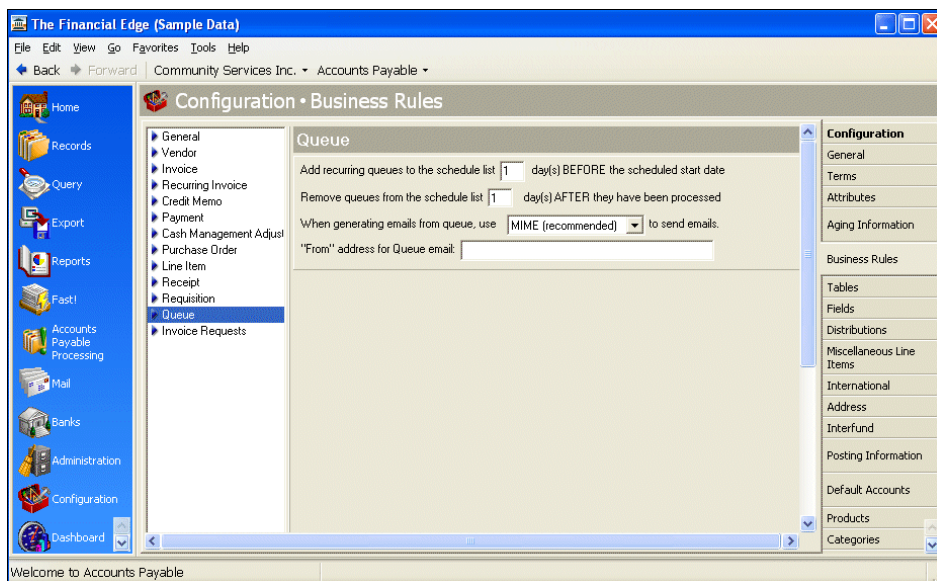 The Financial Edge (Sample Data)
File Edit View Go Favorites Tools Help
Back Forward Community Services Inc. Accounts Payable
Configuration • Business Rules
Home
Records
Query
Export
Reports
Fast!
Accounts
Payable
Processing
Mail
Banks
Administration
Configuration
Dashboard
General
Vendor
Invoice
Recurring Invoice
Credit Memo
Payment
Cash Management Adjust
Purchase Order
Line Item
Receipt
Requisition
Queue
Invoice Requests
Queue
Add recurring queues to the schedule list 1 day(s) BEFORE the scheduled start date
Remove queues from the schedule list 1 day(s) AFTER they have been processed
When generating emails from queue, use MIME (recommended) to send emails.
"From" address for Queue email:
Configuration
General
Terms
Attributes
Aging Information
Business Rules
Tables
Fields
Distributions
Miscellaneous Line
Items
International
Address
Interfund
Posting Information
Default Accounts
Products
Categories
Welcome to Accounts Payable